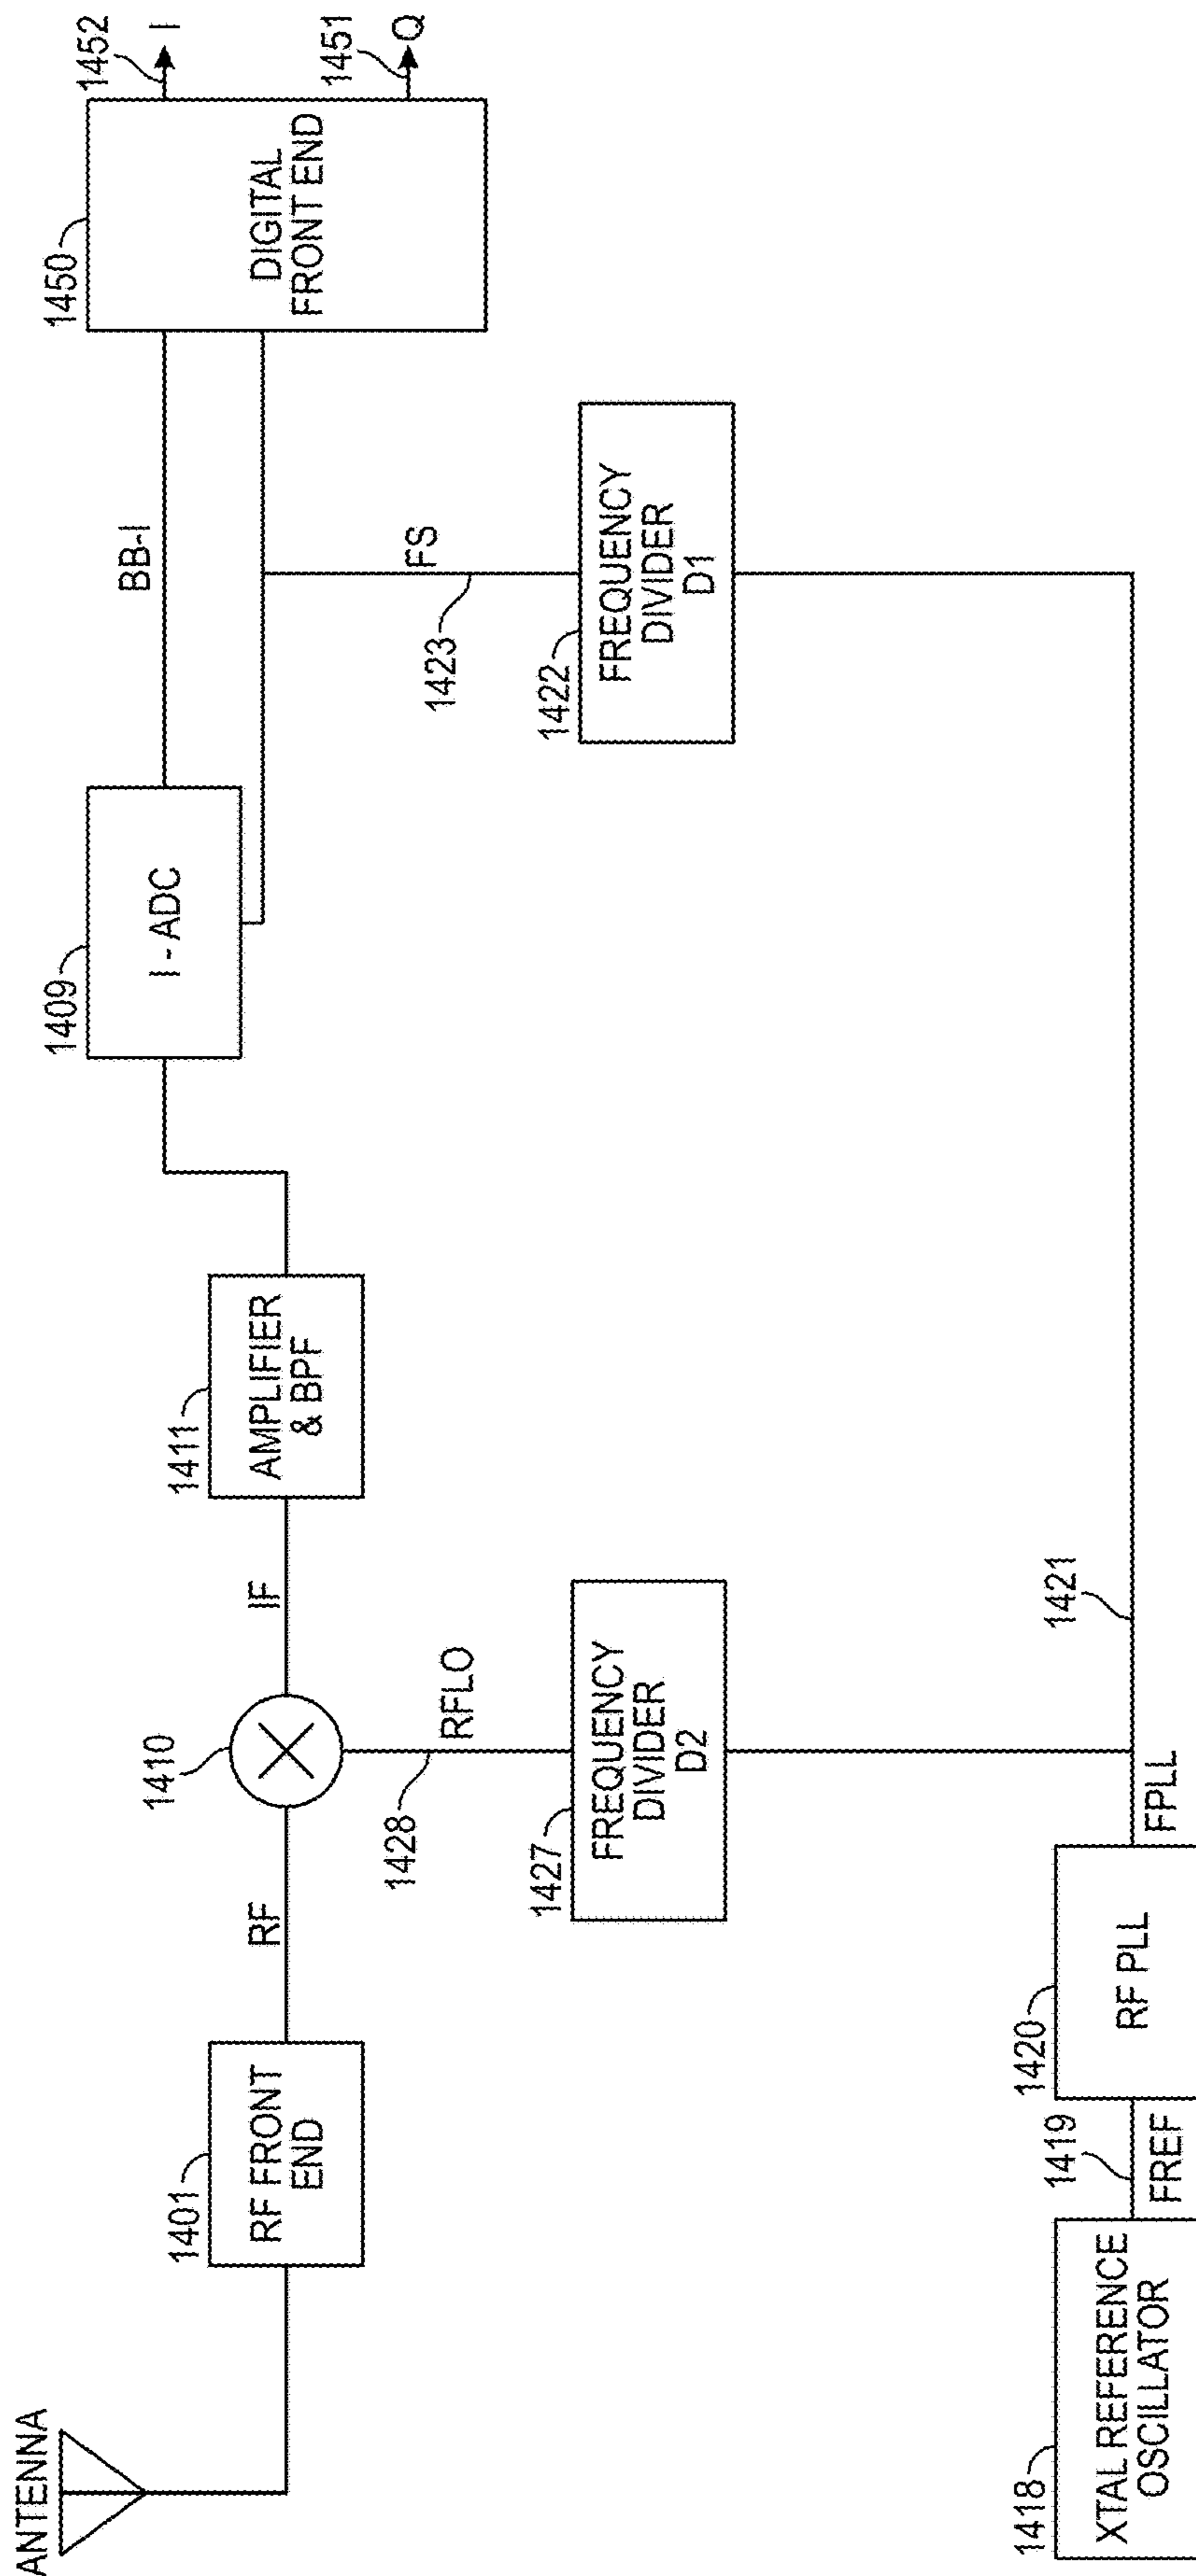 ANTENNA
1401
RF FRONT
END
RF
1410
IF
1411
AMPLIFIER
& BPF
1409
I - ADC
BB-I
1450
DIGITAL
FRONT END
1452
I
1451
Q
1428
RFLO
1427
FREQUENCY
DIVIDER
D2
1423
FS
1422
FREQUENCY
DIVIDER
D1
1418
XTAL REFERENCE
OSCILLATOR
1419
FREF
1420
RF PLL
FPLL
1421